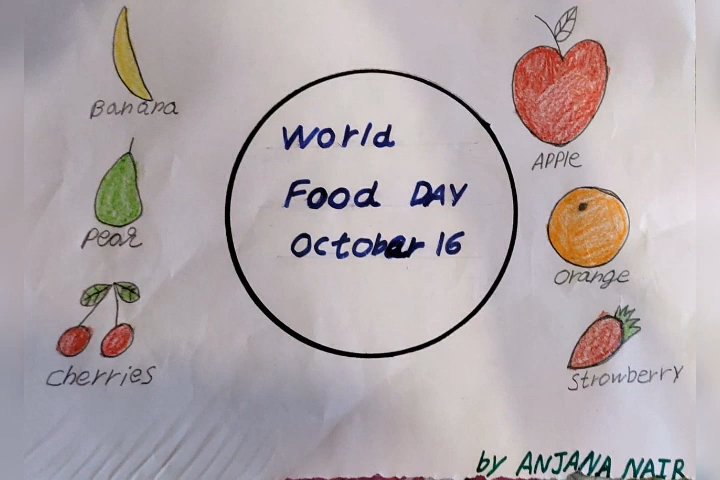 Banana
Pear
Cherries
World
Food DAY
October 16
APPle
Orange
Strowberry
by ANJANA NAIR